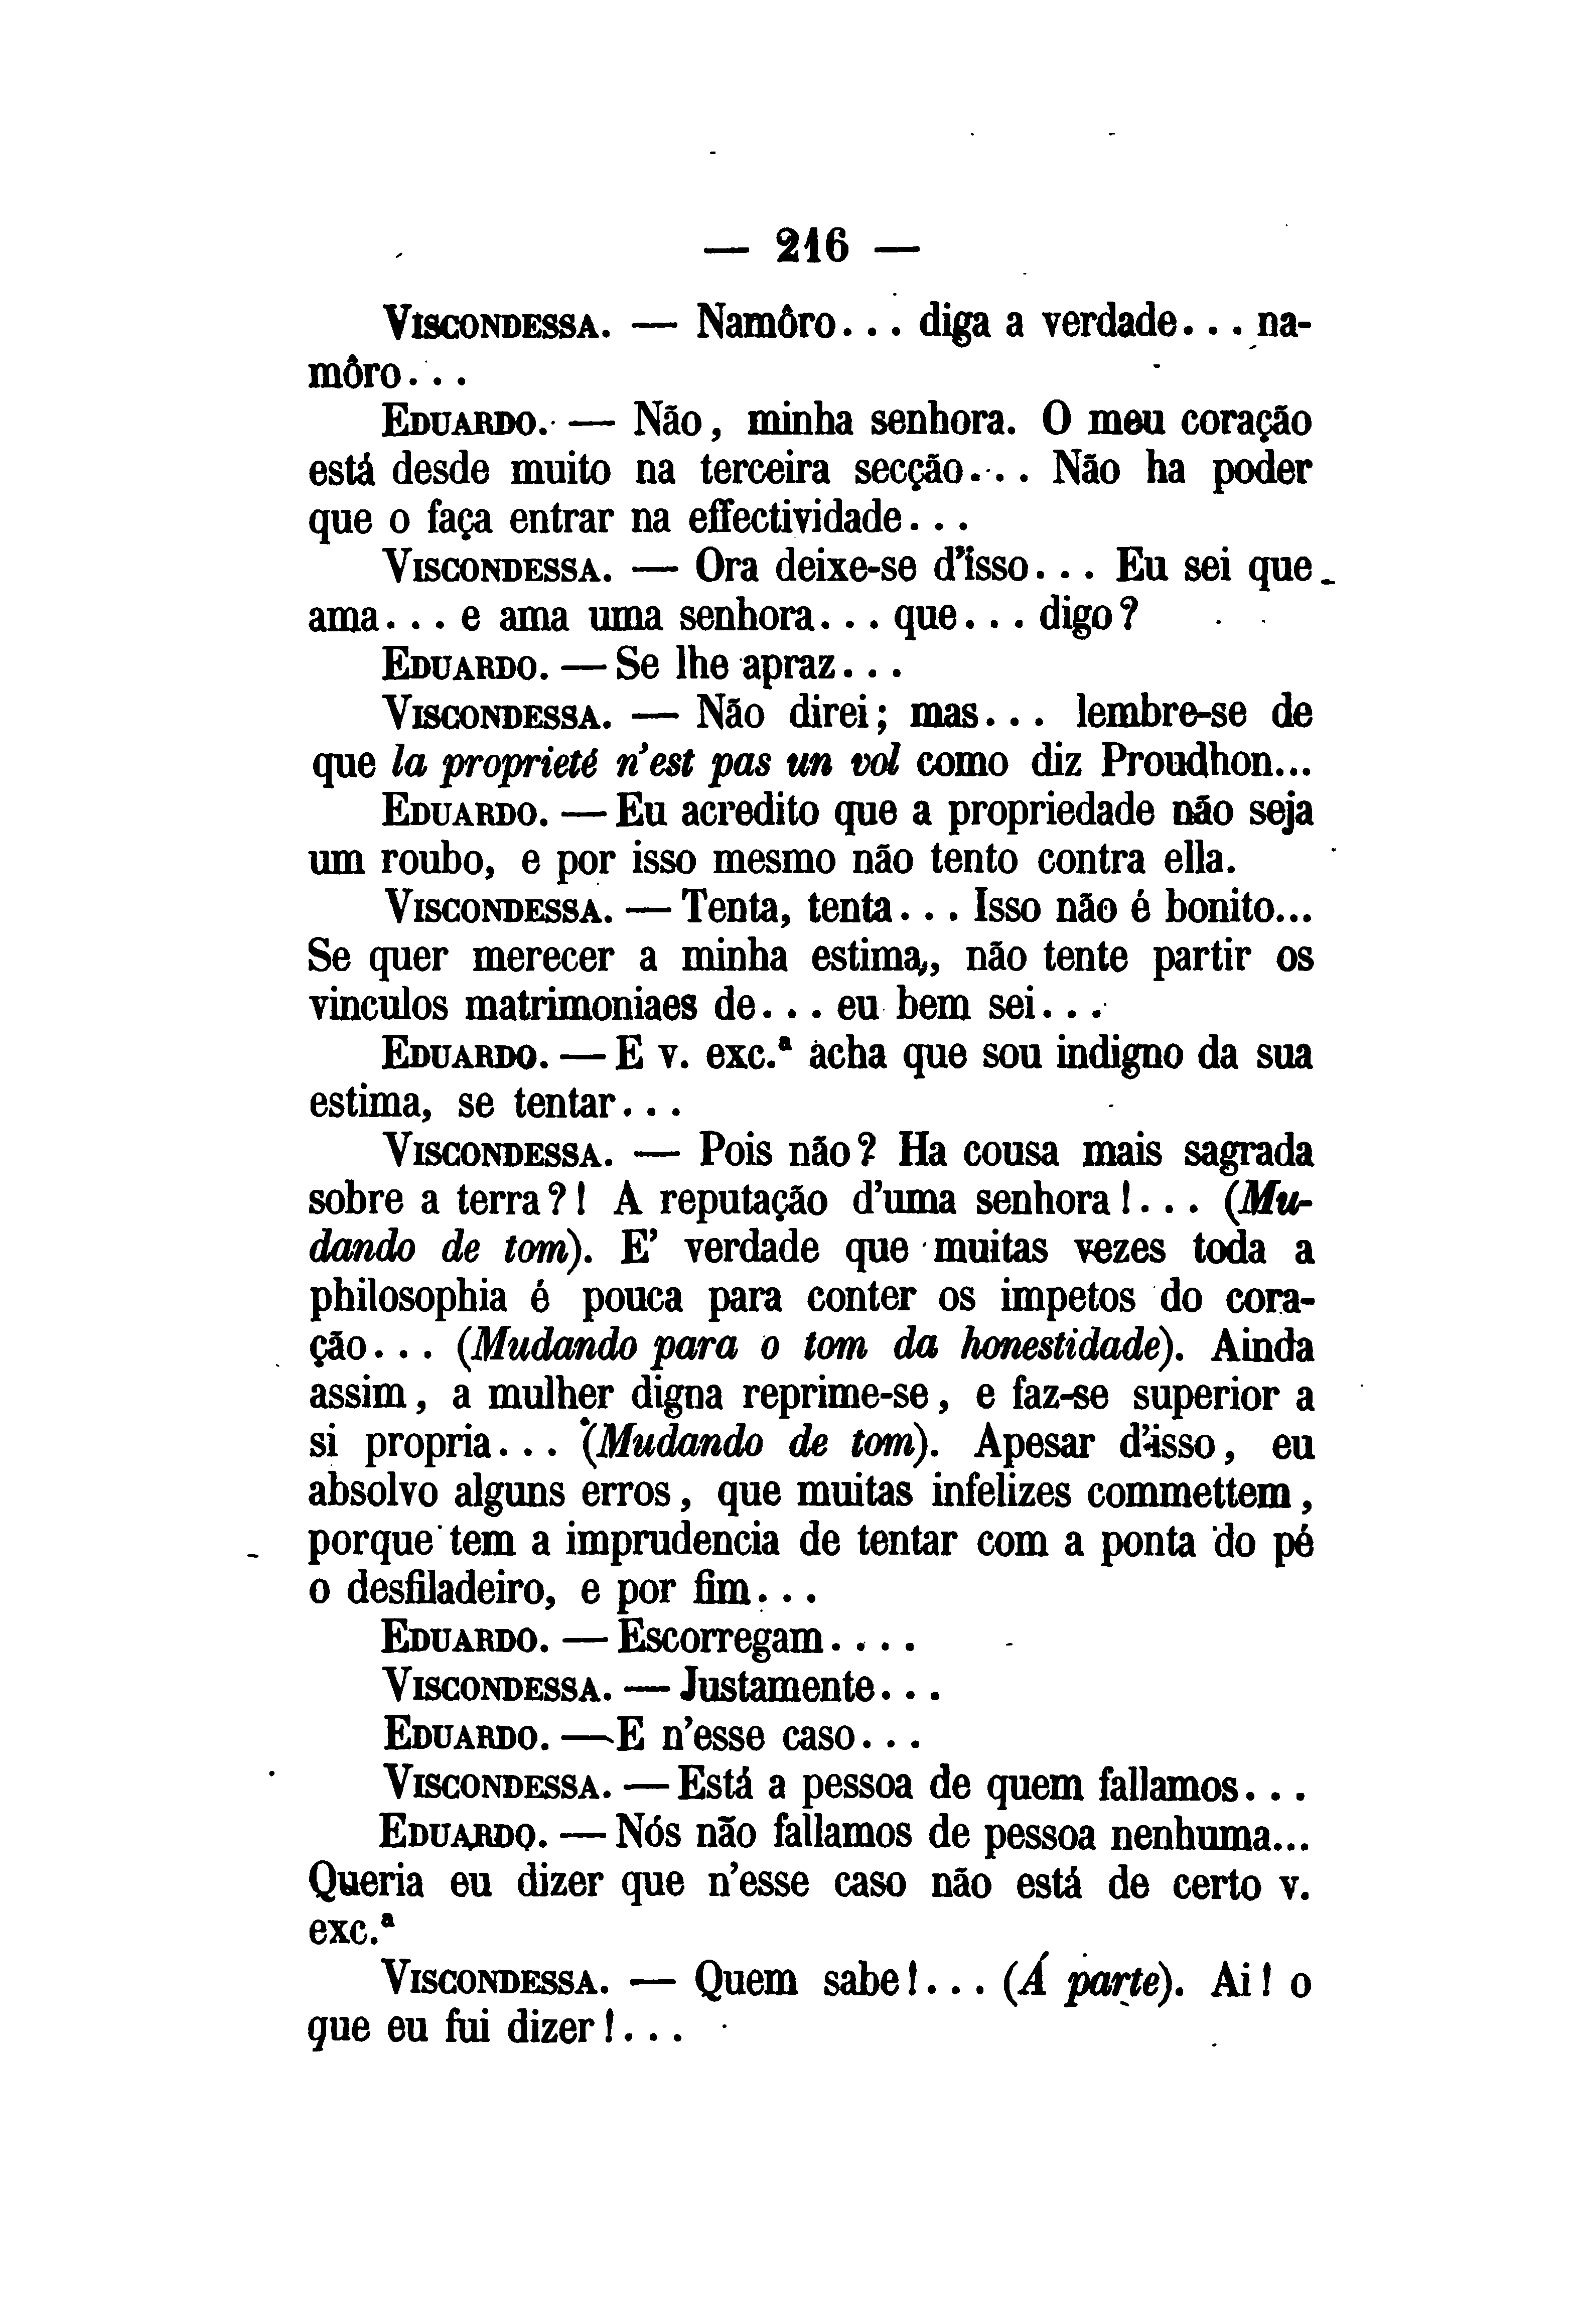 — 216 —
VISCONDESSA. — Namôro... diga a verdade... na-
môro...
EDUARDO. — Não, minha senhora. O meu coração
está desde muito na terceira secção... Não ha poder
que o faça entrar na effectividade...
VISCONDESSA. — Ora deixe-se d'isso... Eu sei que
ama... e ama uma senhora... que... digo?
EDUARDO. — Se lhe apraz...
VISCONDESSA. — Não direi; mas... lembre-se de
que la proprieté n'est pas un vol como diz Proudhon...
EDUARDO. — Eu acredito que a propriedade não seja
um roubo, e por isso mesmo não tento contra ella.
VISCONDESSA. — Tenta, tenta... Isso não é bonito...
Se quer merecer a minha estima, não tente partir os
vinculos matrimoniaes de... eu bem sei...
EDUARDO. — E v. exc.ª acha que sou indigno da sua
estima, se tentar...
VISCONDESSA. — Pois não? Ha cousa mais sagrada
sobre a terra?! A reputação d'uma senhora!... (Mu-
dando de tom). E' verdade que muitas vezes toda a
philosophia é pouca para conter os impetos do cora-
ção... (Mudando para o tom da honestidade). Ainda
assim, a mulher digna reprime-se, e faz-se superior a
si propria... (Mudando de tom). Apesar d'isso, eu
absolvo alguns erros, que muitas infelizes commettem,
porque tem a imprudencia de tentar com a ponta do pé
o desfiladeiro, e por fim...
EDUARDO. — Escorregam....
VISCONDESSA. — Justamente...
EDUARDO. — E n'esse caso...
VISCONDESSA. — Está a pessoa de quem fallamos...
EDUARDO. — Nós não fallamos de pessoa nenhuma...
Queria eu dizer que n'esse caso não está de certo v.
exc.ª
VISCONDESSA. — Quem sabe!... (Á parte). Ai! o
que eu fui dizer!...